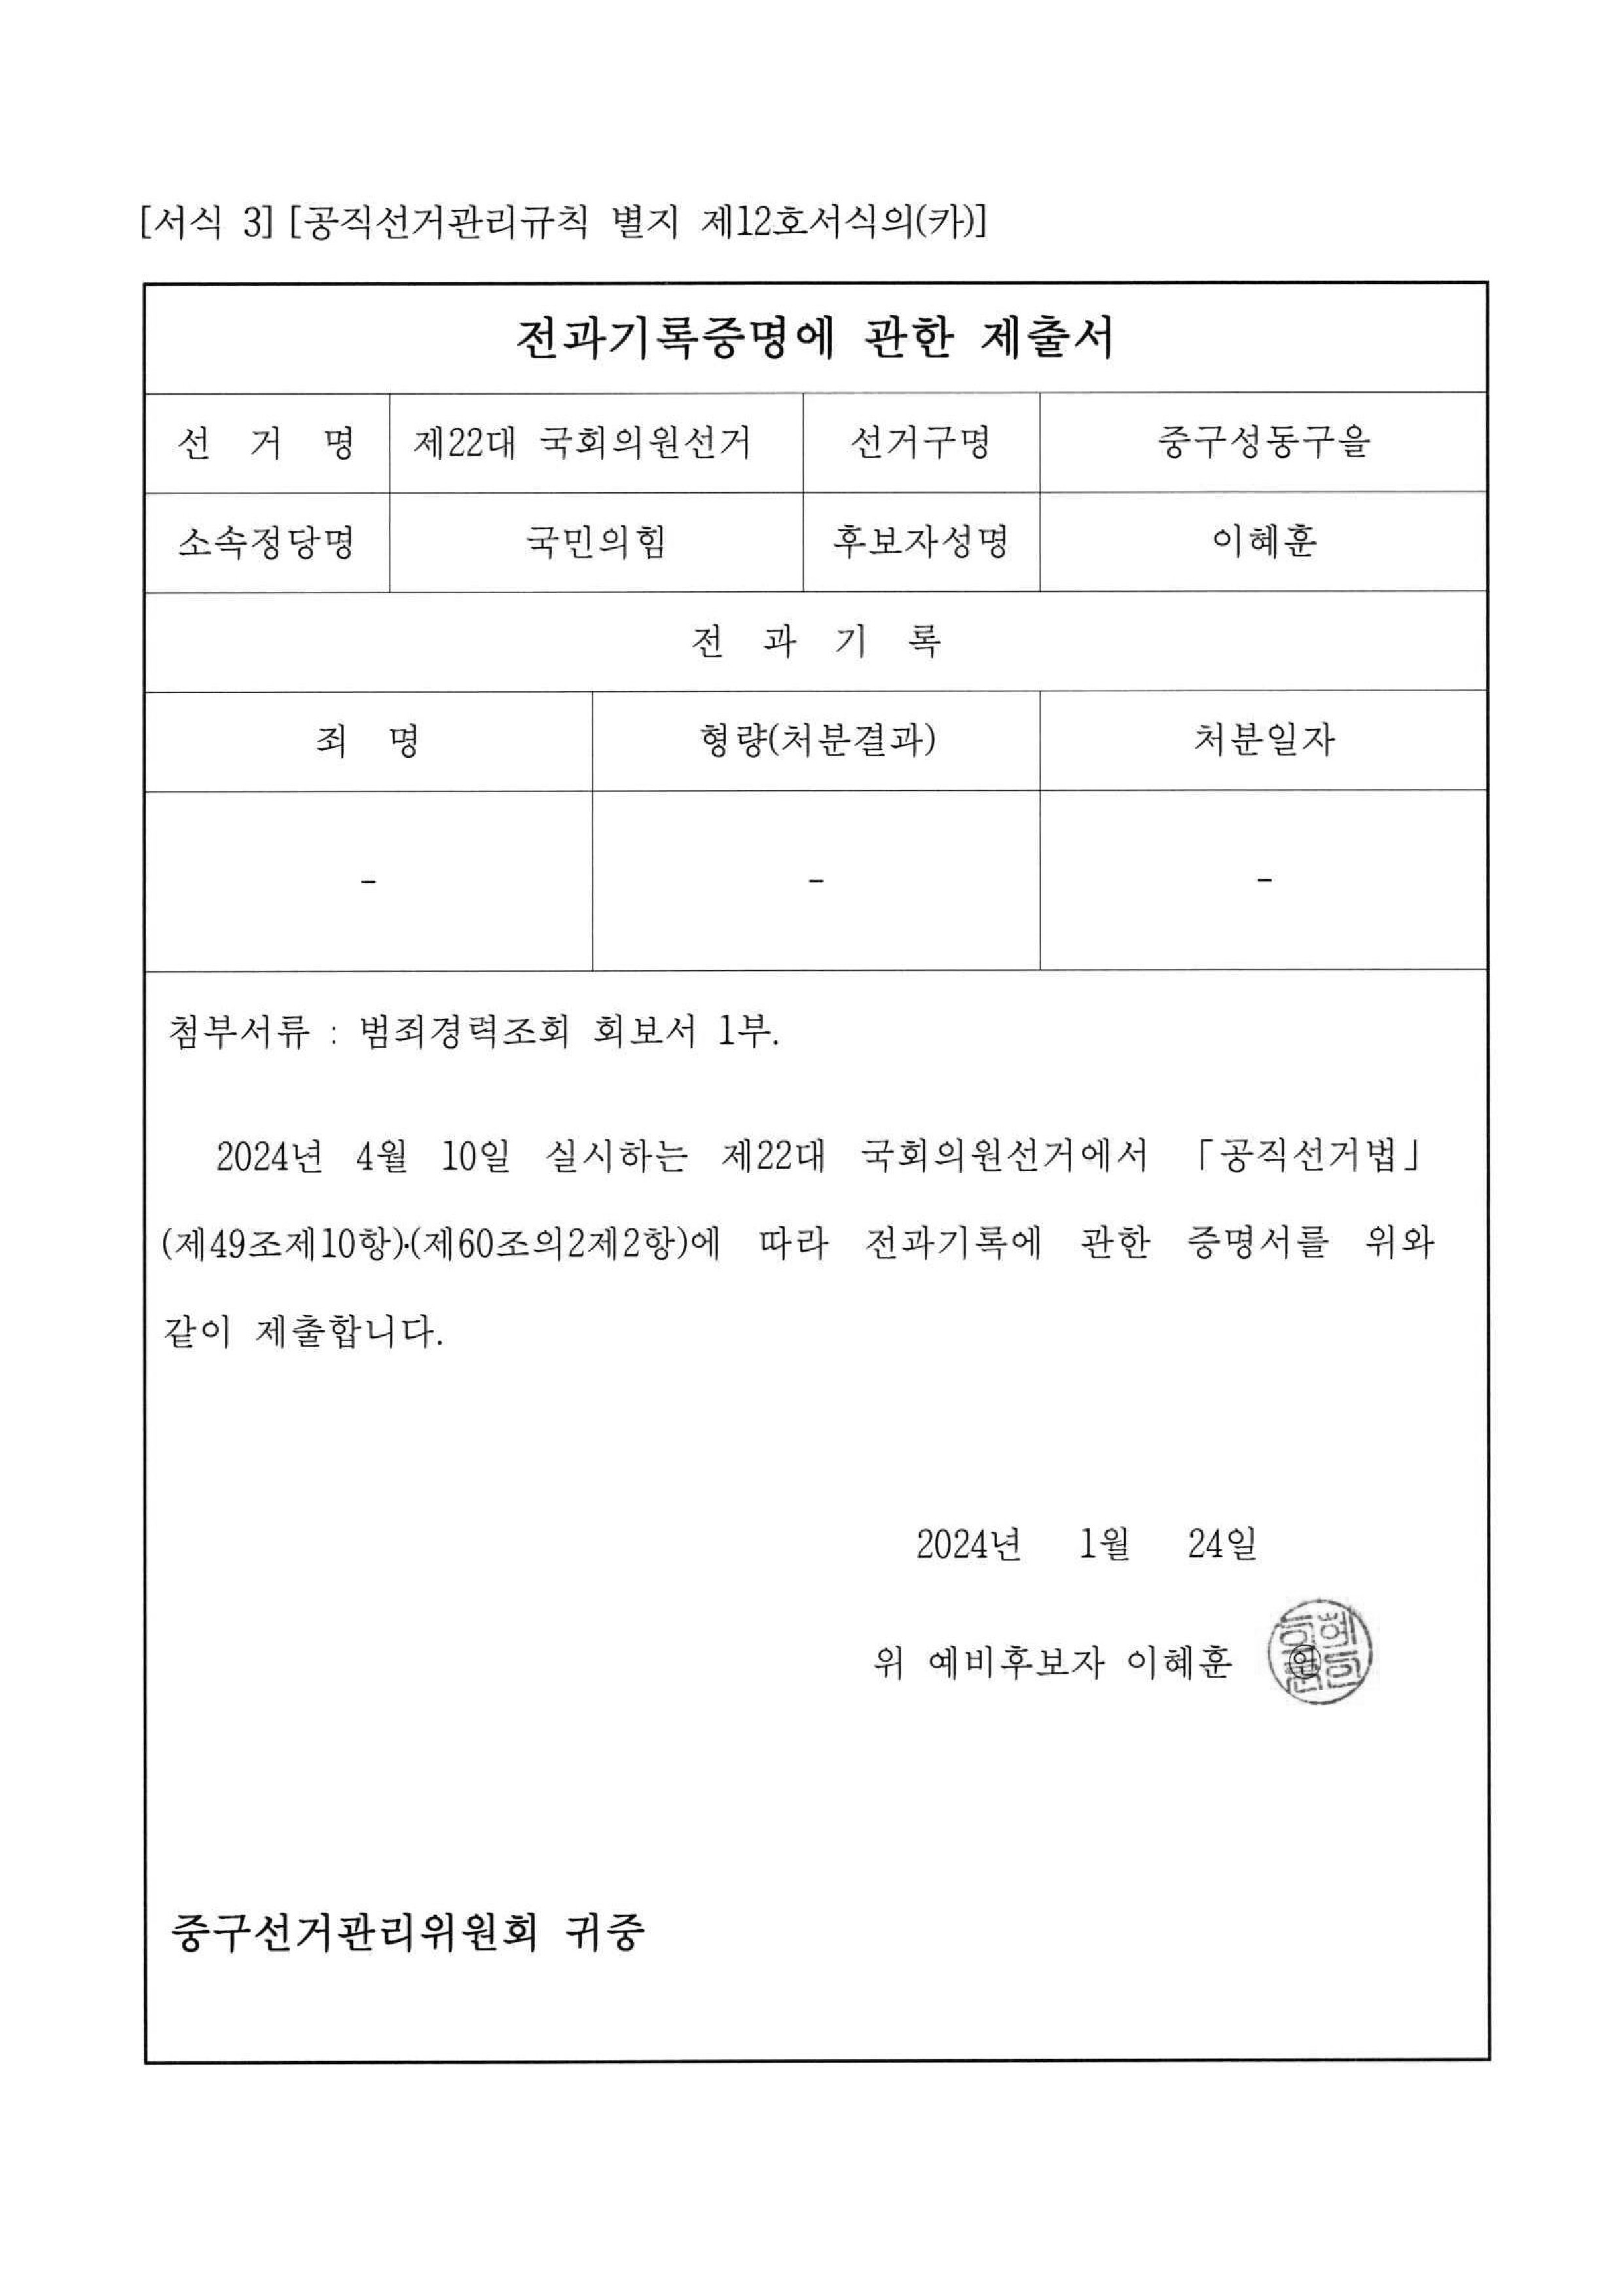 [서식 3] [공직선거관리규칙 별지 제12호서식의(카)]
전과기록증명에 관한 제출서
선 거 명 제22대 국회의원선거 선거구명 중구성동구을
소속정당명 국민의힘 후보자성명 이혜훈
전 과 기 록
죄 명 형량(처분결과) 처분일자
- - -
첨부서류 : 범죄경력조회 회보서 1부.
2024년 4월 10일 실시하는 제22대 국회의원선거에서 「공직선거법」
(제49조제10항)·(제60조의2제2항)에 따라 전과기록에 관한 증명서를 위와
같이 제출합니다.
2024년 1월 24일
위 예비후보자 이혜훈 ㊞
중구선거관리위원회 귀중